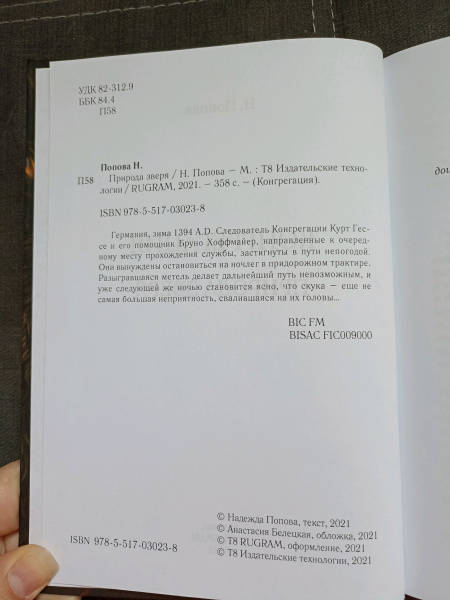 УДК 82-312.9
ББК 84.4
П58
Попова Н.
П58 Природа зверя / Н. Попова — М. : Т8 Издательские техно-
логии / RUGRAM, 2021. – 358 с. – (Конгрегация).
ISBN 978-5-517-03023-8
Германия, зима 1394 A.D. Следователь Конгрегации Курт Гес-
се и его помощник Бруно Хоффмайер, направленные к очеред-
ному месту прохождения службы, застигнуты в пути непогодой.
Они вынуждены остановиться на ночлег в придорожном трактире.
Разыгравшаяся метель делает дальнейший путь невозможным, и
уже следующей же ночью становится ясно, что скука – еще не
самая большая неприятность, свалившаяся на их головы...
BIC FM
BISAC FIC009000
© Надежда Попова, текст, 2021
© Анастасия Белецкая, обложка, 2021
© T8 RUGRAM, оформление, 2021
ISBN 978-5-517-03023-8 © Т8 Издательские технологии, 2021